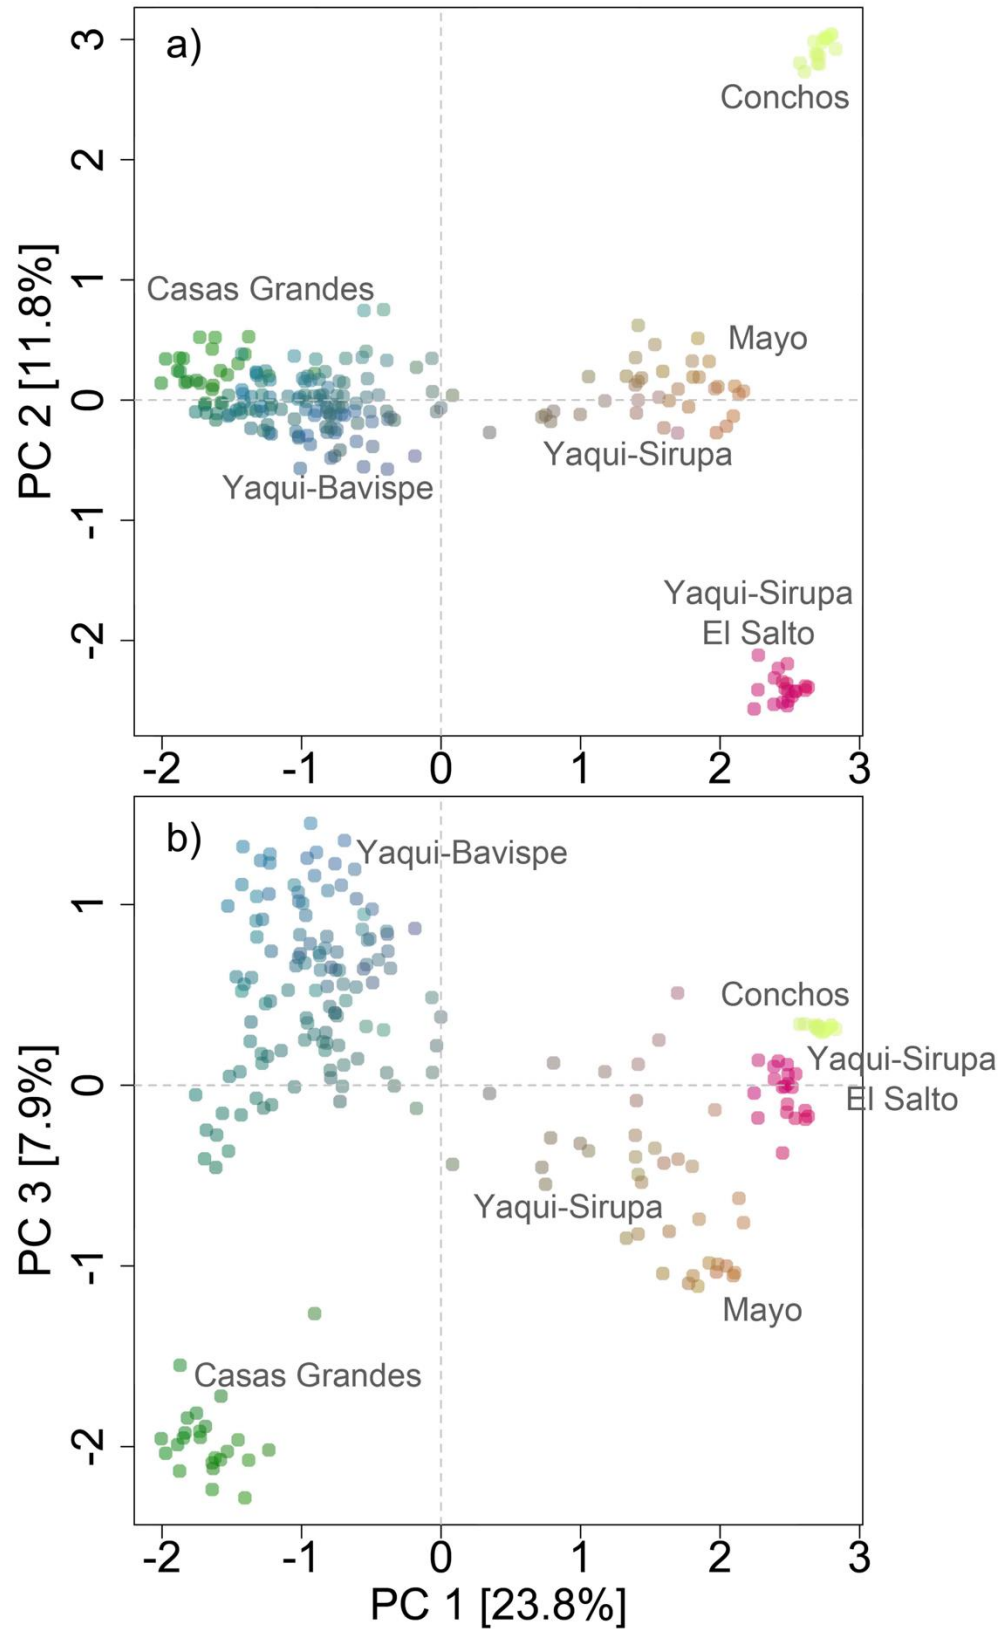 a)
3
2
1
0
-1
-2
PC 2 [11.8%]
Conchos
Casas Grandes
Mayo
Yaqui-Sirupa
Yaqui-Bavispe
Yaqui-Sirupa
El Salto
-2
-1
0
1
2
3
b)
1
0
-1
-2
PC 3 [7.9%]
Yaqui-Bavispe
Conchos
Yaqui-Sirupa
El Salto
Yaqui-Sirupa
Mayo
Casas Grandes
-2
-1
0
1
2
3
PC 1 [23.8%]